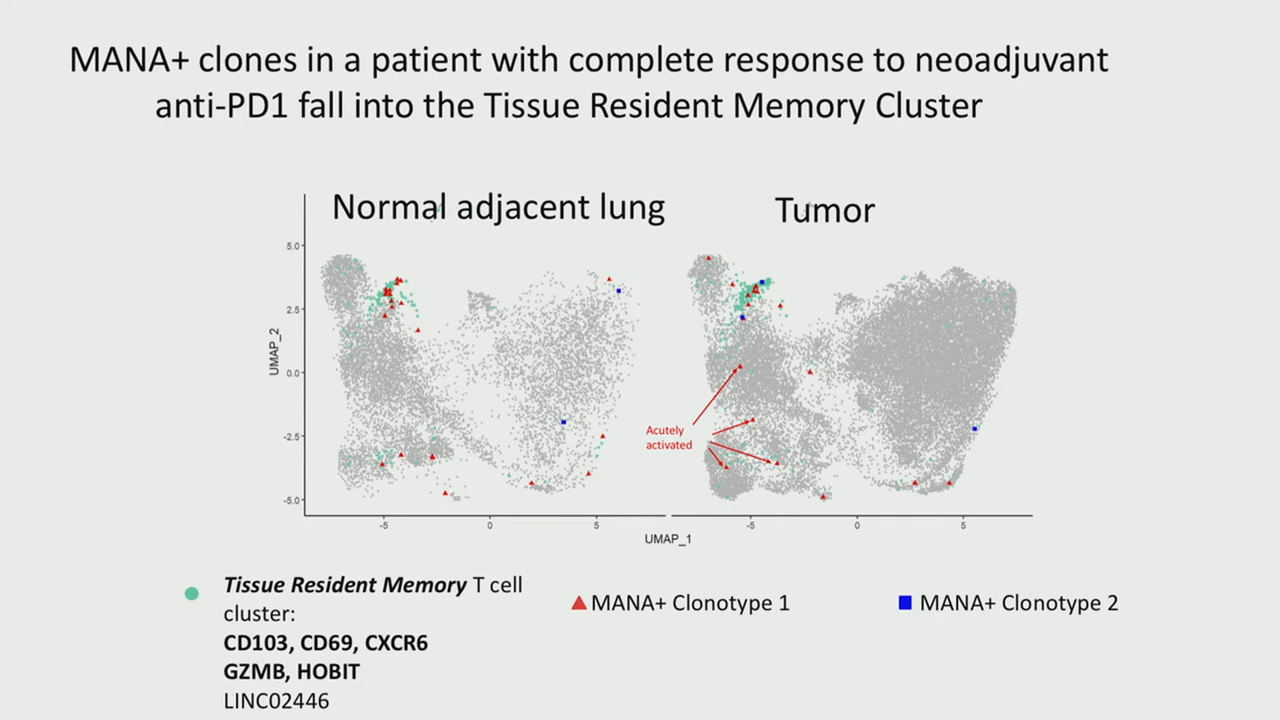 MANA+ clones in a patient with complete response to neoadjuvant
anti-PD1 fall into the Tissue Resident Memory Cluster
Normal adjacent lung
Tumor
5.0
2.5
0.0
-2.5
-5.0
UMAP_2
Acutely
activated
-5
0
5
-5
0
5
UMAP_1
Tissue Resident Memory T cell
cluster:
CD103, CD69, CXCR6
GZMB, HOBIT
LINC02446
MANA+ Clonotype 1
MANA+ Clonotype 2